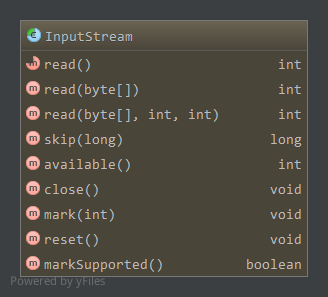 InputStream
read() int
read(byte[]) int
read(byte[], int, int) int
skip(long) long
available() int
close() void
mark(int) void
reset() void
markSupported() boolean
Powered by yFiles